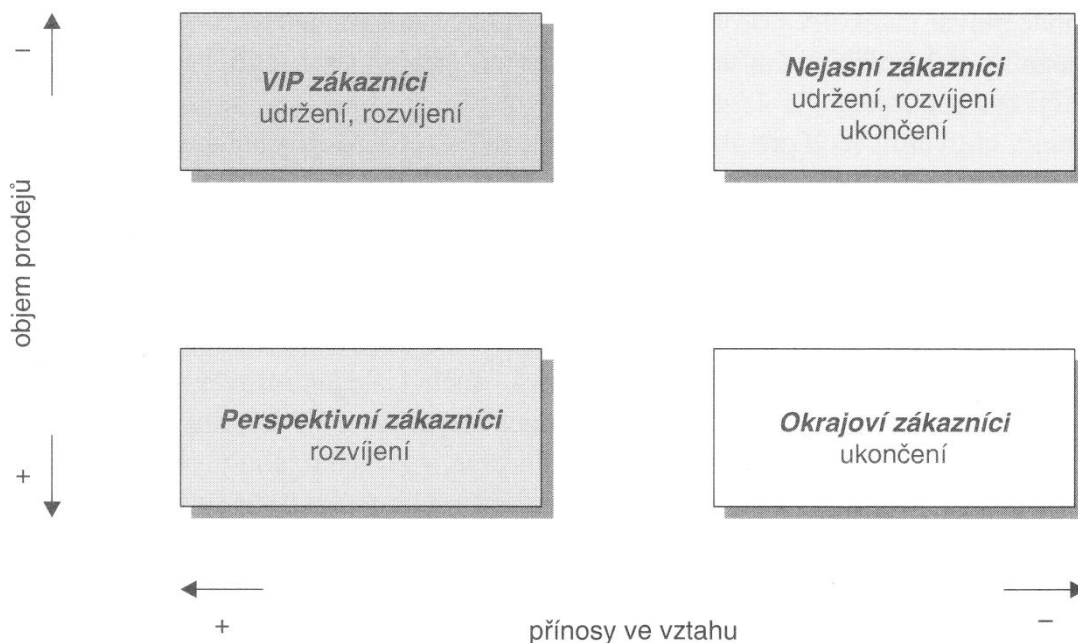 –
VIP zákazníci
udržení, rozvíjení
Nejasní zákazníci
udržení, rozvíjení
ukončení
objem prodejů
Perspektivní zákazníci
rozvíjení
Okrajoví zákazníci
ukončení
+
+
přínosy ve vztahu
–